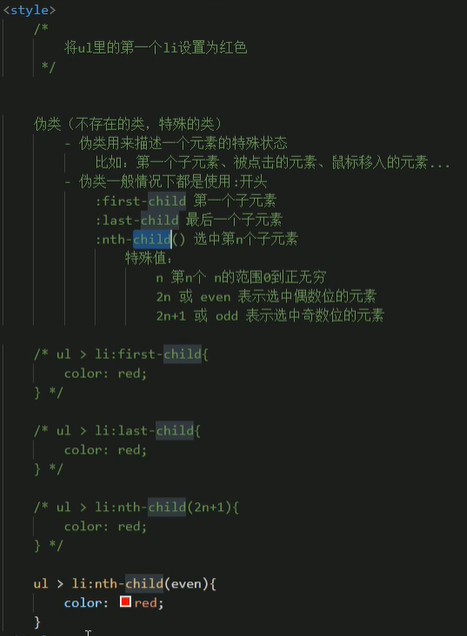 <style>
/*
将ul里的第一个li设置为红色
*/
伪类（不存在的类，特殊的类）
- 伪类用来描述一个元素的特殊状态
比如：第一个子元素、被点击的元素、鼠标移入的元素...
- 伪类一般情况下都是使用:开头
:first-child 第一个子元素
:last-child 最后一个子元素
:nth-child() 选中第n个子元素
特殊值：
n 第n个 n的范围0到正无穷
2n 或 even 表示选中偶数位的元素
2n+1 或 odd 表示选中奇数位的元素
/* ul > li:first-child{
color: red;
} */
/* ul > li:last-child{
color: red;
} */
/* ul > li:nth-child(2n+1){
color: red;
} */
ul > li:nth-child(even){
color: red;
}